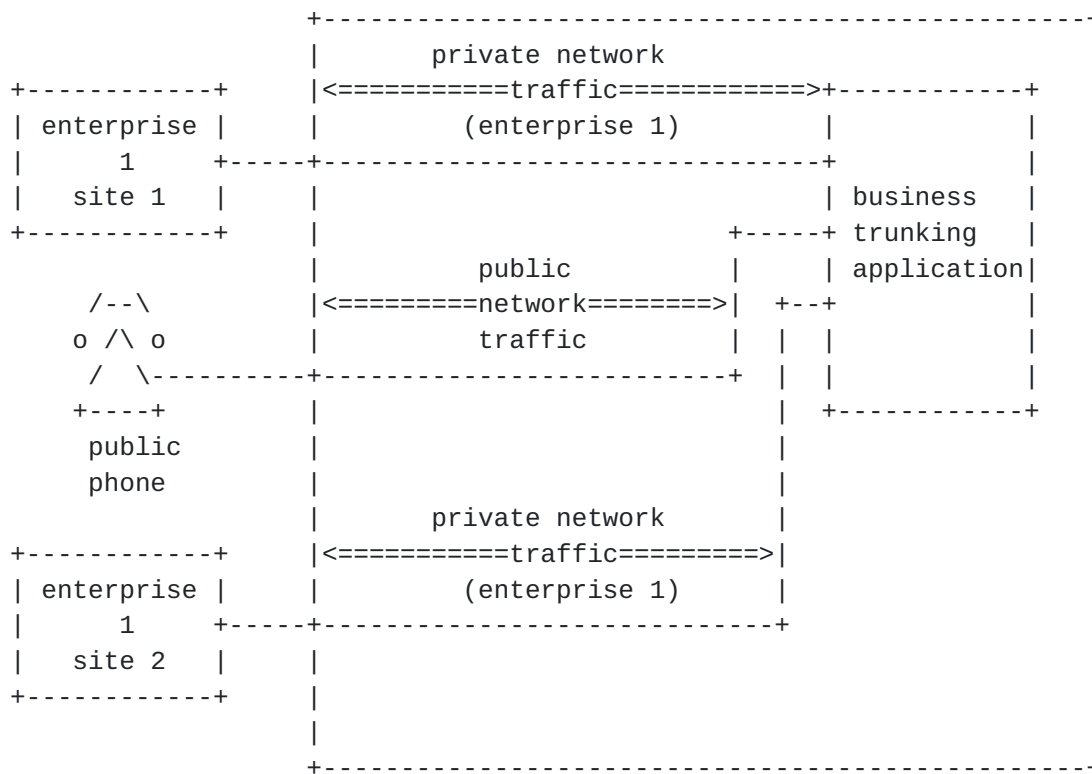 private network
<===========traffic============>
enterprise (enterprise 1)
1
site 1 business
trunking
public application
<=========network========>
o /\ o traffic
public
phone
private network
<===========traffic=========>
enterprise (enterprise 1)
1
site 2